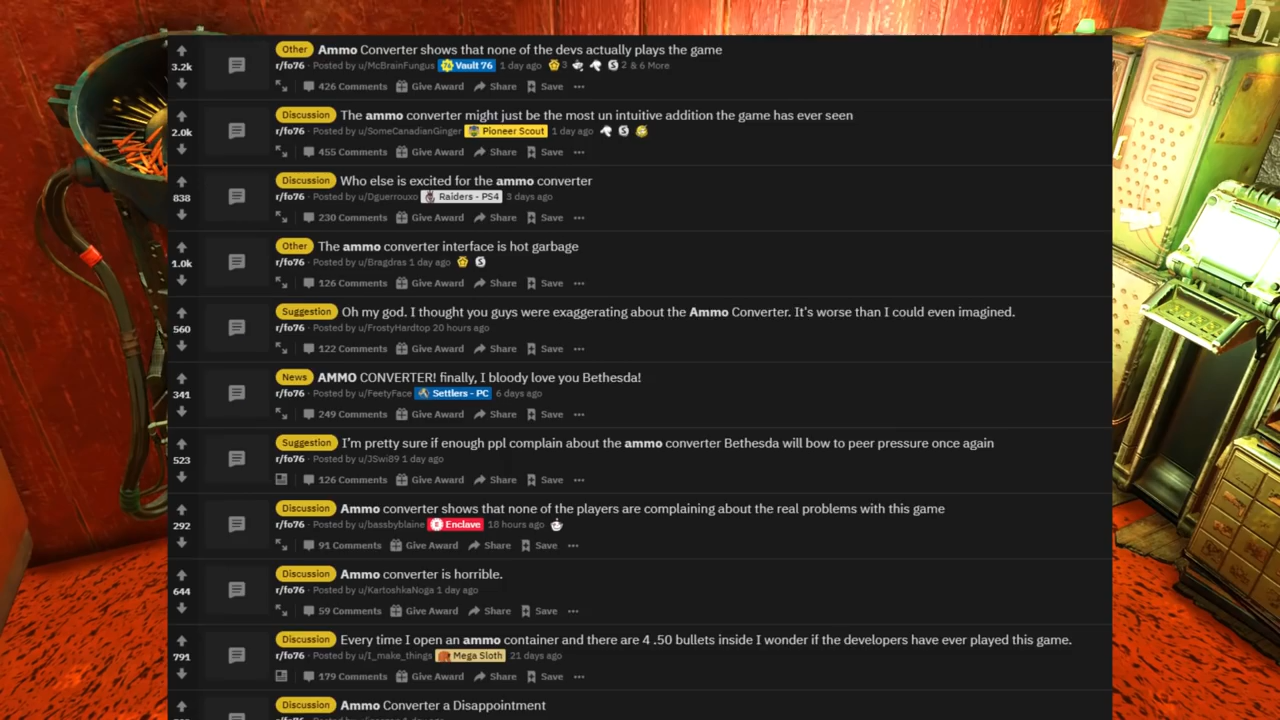 Other Ammo Converter shows that none of the devs actually plays the game
3.2k r/fo76 · Posted by u/McBrainFungus Vault 76 1 day ago 3 2 & 6 More
426 Comments Give Award Share Save ···
Discussion The ammo converter might just be the most un intuitive addition the game has ever seen
2.0k r/fo76 · Posted by u/SomeCanadianGinger Pioneer Scout 1 day ago
455 Comments Give Award Share Save ···
Discussion Who else is excited for the ammo converter
838 r/fo76 · Posted by u/Dguerrouxo Raiders - PS4 3 days ago
230 Comments Give Award Share Save ···
Other The ammo converter interface is hot garbage
1.0k r/fo76 · Posted by u/Bragdras 1 day ago
126 Comments Give Award Share Save ···
Suggestion Oh my god. I thought you guys were exaggerating about the Ammo Converter. It's worse than I could even imagined.
560 r/fo76 · Posted by u/FrostyHardtop 20 hours ago
122 Comments Give Award Share Save ···
News AMMO CONVERTER! finally, I bloody love you Bethesda!
341 r/fo76 · Posted by u/FeetyFace Settlers - PC 6 days ago
249 Comments Give Award Share Save ···
Suggestion I'm pretty sure if enough ppl complain about the ammo converter Bethesda will bow to peer pressure once again
523 r/fo76 · Posted by u/JSwi89 1 day ago
126 Comments Give Award Share Save ···
Discussion Ammo converter shows that none of the players are complaining about the real problems with this game
292 r/fo76 · Posted by u/bassbyblaine Enclave 18 hours ago
91 Comments Give Award Share Save ···
Discussion Ammo converter is horrible.
644 r/fo76 · Posted by u/KartoshkaNoga 1 day ago
59 Comments Give Award Share Save ···
Discussion Every time I open an ammo container and there are 4 .50 bullets inside I wonder if the developers have ever played this game.
791 r/fo76 · Posted by u/I_make_things Mega Sloth 21 days ago
179 Comments Give Award Share Save ···
Discussion Ammo Converter a Disappointment